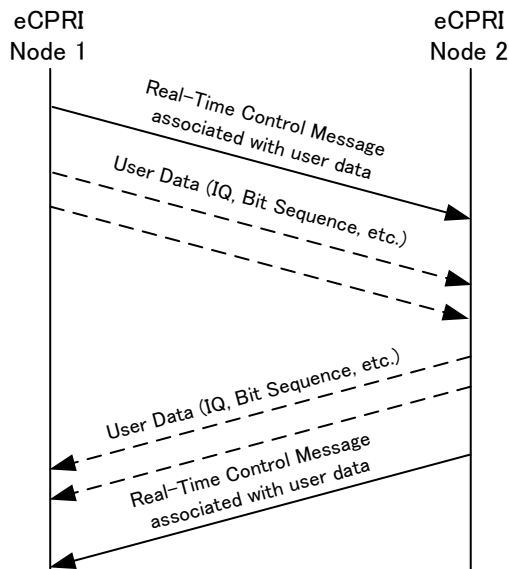 eCPRI
Node 1
eCPRI
Node 2
Real-Time Control Message
associated with user data
User Data (IQ, Bit Sequence, etc.)
User Data (IQ, Bit Sequence, etc.)
Real-Time Control Message
associated with user data